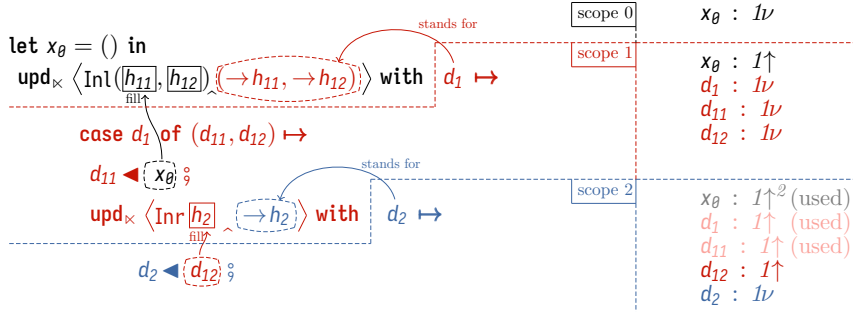 scope 0
x₀ : 1ν
stands for
let x₀ = () in
scope 1
x₀ : 1↑
upd⋉ ⟨Inl(h₁₁, h₁₂)‸(→h₁₁, →h₁₂)⟩ with d₁ ↦
d₁ : 1ν
fill
d₁₁ : 1ν
case d₁ of (d₁₁, d₁₂) ↦
d₁₂ : 1ν
stands for
d₁₁ ◀ x₀ ⨟
scope 2
x₀ : 1↑² (used)
upd⋉ ⟨Inr h₂ ‸ →h₂⟩ with d₂ ↦
d₁ : 1↑ (used)
fill
d₁₁ : 1↑ (used)
d₂ ◀ d₁₂ ⨟
d₁₂ : 1↑
d₂ : 1ν